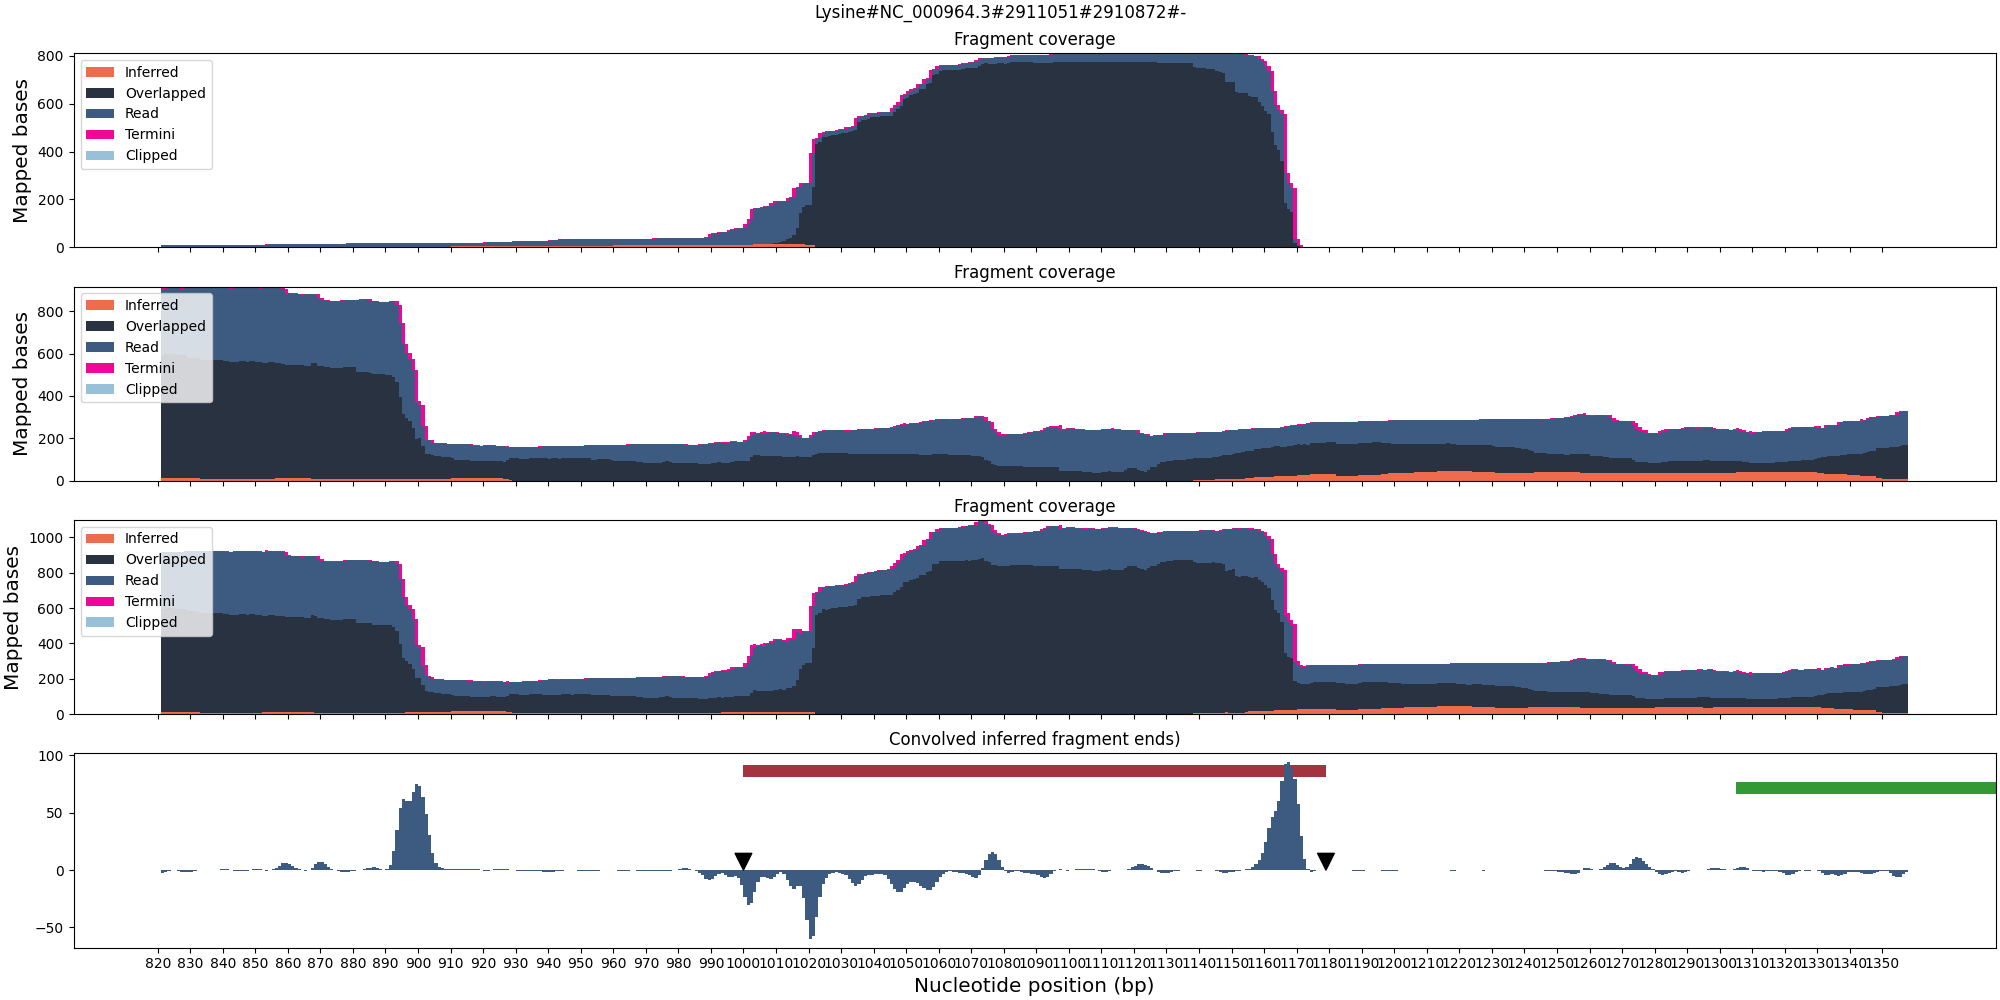 Lysine#NC_000964.3#2911051#2910872#-
Fragment coverage
Mapped bases
800
600
400
200
0
Inferred
Overlapped
Read
Termini
Clipped
Fragment coverage
Mapped bases
800
600
400
200
0
Inferred
Overlapped
Read
Termini
Clipped
Fragment coverage
Mapped bases
1000
800
600
400
200
0
Inferred
Overlapped
Read
Termini
Clipped
Convolved inferred fragment ends)
100
50
0
−50
820 830 840 850 860 870 880 890 900 910 920 930 940 950 960 970 980 990 1000 1010 1020 1030 1040 1050 1060 1070 1080 1090 1100 1110 1120 1130 1140 1150 1160 1170 1180 1190 1200 1210 1220 1230 1240 1250 1260 1270 1280 1290 1300 1310 1320 1330 1340 1350
Nucleotide position (bp)